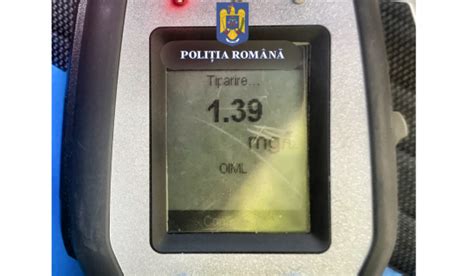 POLIȚIA ROMÂNĂ
Tiparire...
1.39
OIML